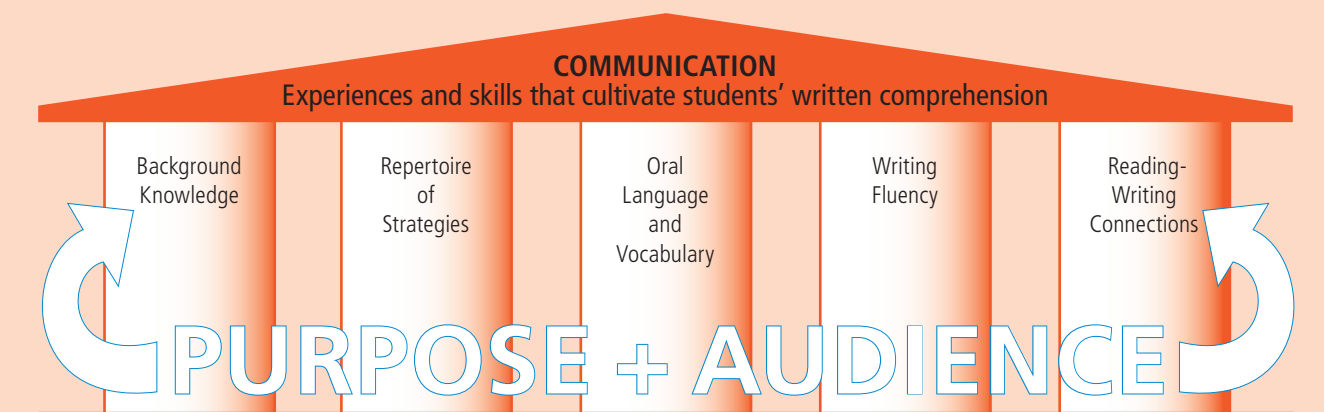 COMMUNICATION
Experiences and skills that cultivate students’ written comprehension
Background
Knowledge
Repertoire
of
Strategies
Oral
Language
and
Vocabulary
Writing
Fluency
Reading-
Writing
Connections
PURPOSE + AUDIENCE